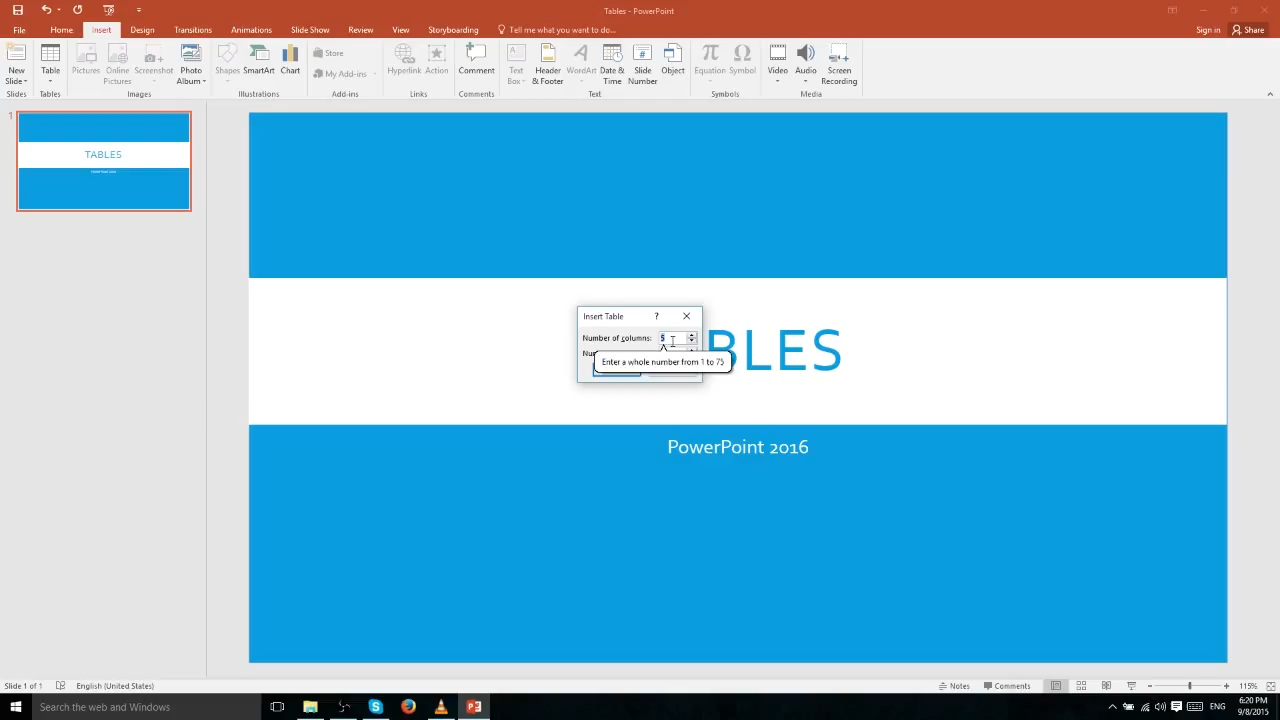 Tables - PowerPoint
File Home Insert Design Transitions Animations Slide Show Review View Storyboarding Tell me what you want to do... Sign in Share
New Slide Table Pictures Online Pictures Screenshot Photo Album Shapes SmartArt Chart Store My Add-ins Hyperlink Action Comment Text Box Header & Footer WordArt Date & Time Slide Number Object Equation Symbol Video Audio Screen Recording
Slides Tables Images Illustrations Add-ins Links Comments Text Symbols Media
1
TABLES
PowerPoint 2016
Insert Table ?
Number of columns: 5
Enter a whole number from 1 to 75
BLES
PowerPoint 2016
Slide 1 of 1 English (United States) Notes Comments 115%
Search the web and Windows
ENG 6:20 PM
9/8/2015